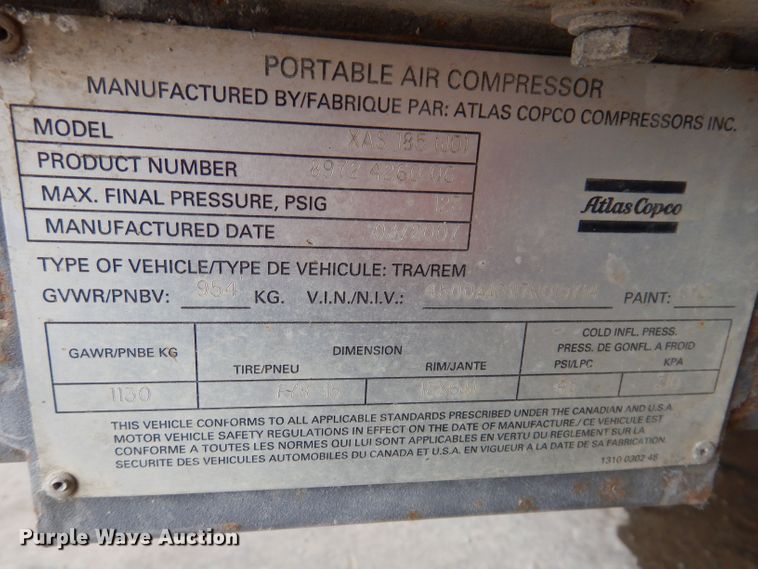 PORTABLE AIR COMPRESSOR
MANUFACTURED BY/FABRIQUE PAR: ATLAS COPCO COMPRESSORS INC.
MODEL XAS 185
PRODUCT NUMBER
MAX. FINAL PRESSURE, PSIG
MANUFACTURED DATE
Atlas Copco
TYPE OF VEHICLE/TYPE DE VEHICULE: TRA/REM
GVWR/PNBV: 954 KG. V.I.N./N.I.V.: PAINT:
GAWR/PNBE KG DIMENSION COLD INFL. PRESS. PRESS. DE GONFL. A FROID
TIRE/PNEU RIM/JANTE PSI/LPC KPA
1130
THIS VEHICLE CONFORMS TO ALL APPLICABLE STANDARDS PRESCRIBED UNDER THE CANADIAN AND U.S.A
MOTOR VEHICLE SAFETY REGULATIONS IN EFFECT ON THE DATE OF MANUFACTURE/CE VEHICULE EST
CONFORME A TOUTES LES NORMES QUI LUI SONT APPLICABLES EN VERTU DU REGLEMENT SUR LA
SECURITE DES VEHICULES AUTOMOBILES DU CANADA ET U.S.A. EN VIGUEUR A LA DATE DE SA FABRICATION.
1310 0302 48
Purple Wave Auction